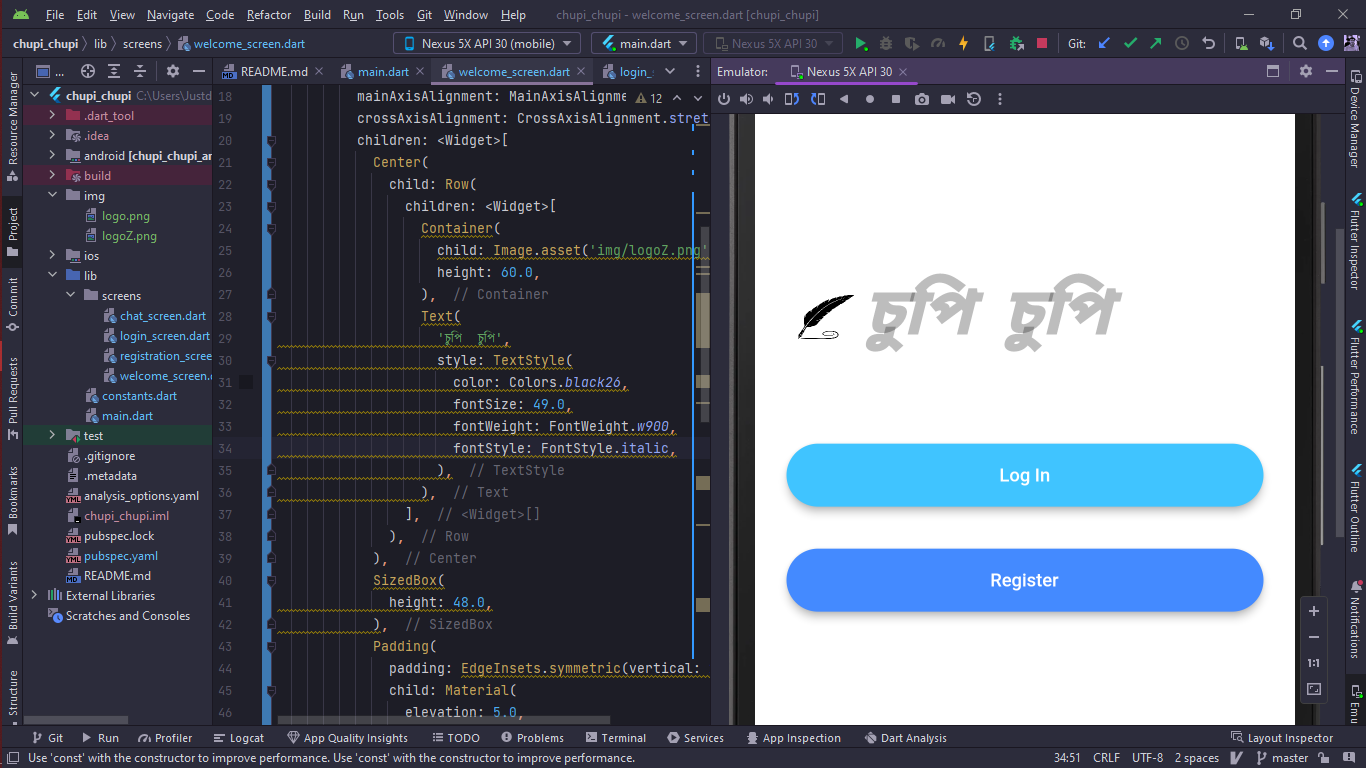 File Edit View Navigate Code Refactor Build Run Tools Git Window Help chupi_chupi - welcome_screen.dart [chupi_chupi]
chupi_chupi lib screens welcome_screen.dart Nexus 5X API 30 (mobile) main.dart Nexus 5X API 30 Git:
README.md main.dart welcome_screen.dart login_
Emulator: Nexus 5X API 30
Resource Manager
Project
Commit
Pull Requests
Bookmarks
Build Variants
Structure
chupi_chupi C:\Users\Justd
.dart_tool
.idea
android [chupi_chupi_an
build
img
logo.png
logoZ.png
ios
lib
screens
chat_screen.dart
login_screen.dart
registration_scree
welcome_screen.d
constants.dart
main.dart
test
.gitignore
.metadata
analysis_options.yaml
chupi_chupi.iml
pubspec.lock
pubspec.yaml
README.md
External Libraries
Scratches and Consoles
12
18 mainAxisAlignment: MainAxisAlignme
19 crossAxisAlignment: CrossAxisAlignment.stret
20 children: <Widget>[
21 Center(
22 child: Row(
23 children: <Widget>[
24 Container(
25 child: Image.asset('img/logoZ.png'
26 height: 60.0,
27 ), // Container
28 Text(
29 'চুপি চুপি',
30 style: TextStyle(
31 color: Colors.black26,
32 fontSize: 49.0,
33 fontWeight: FontWeight.w900,
34 fontStyle: FontStyle.italic,
35 ), // TextStyle
36 ), // Text
37 ], // <Widget>[]
38 ), // Row
39 ), // Center
40 SizedBox(
41 height: 48.0,
42 ), // SizedBox
43 Padding(
44 padding: EdgeInsets.symmetric(vertical:
45 child: Material(
46 elevation: 5.0,
চুপি চুপি
Log In
Register
1:1
Device Manager
Flutter Inspector
Flutter Performance
Flutter Outline
Notifications
Emu
Git Run Profiler Logcat App Quality Insights TODO Problems Terminal Services App Inspection Dart Analysis Layout Inspector
Use 'const' with the constructor to improve performance. Use 'const' with the constructor to improve performance. 34:51 CRLF UTF-8 2 spaces master